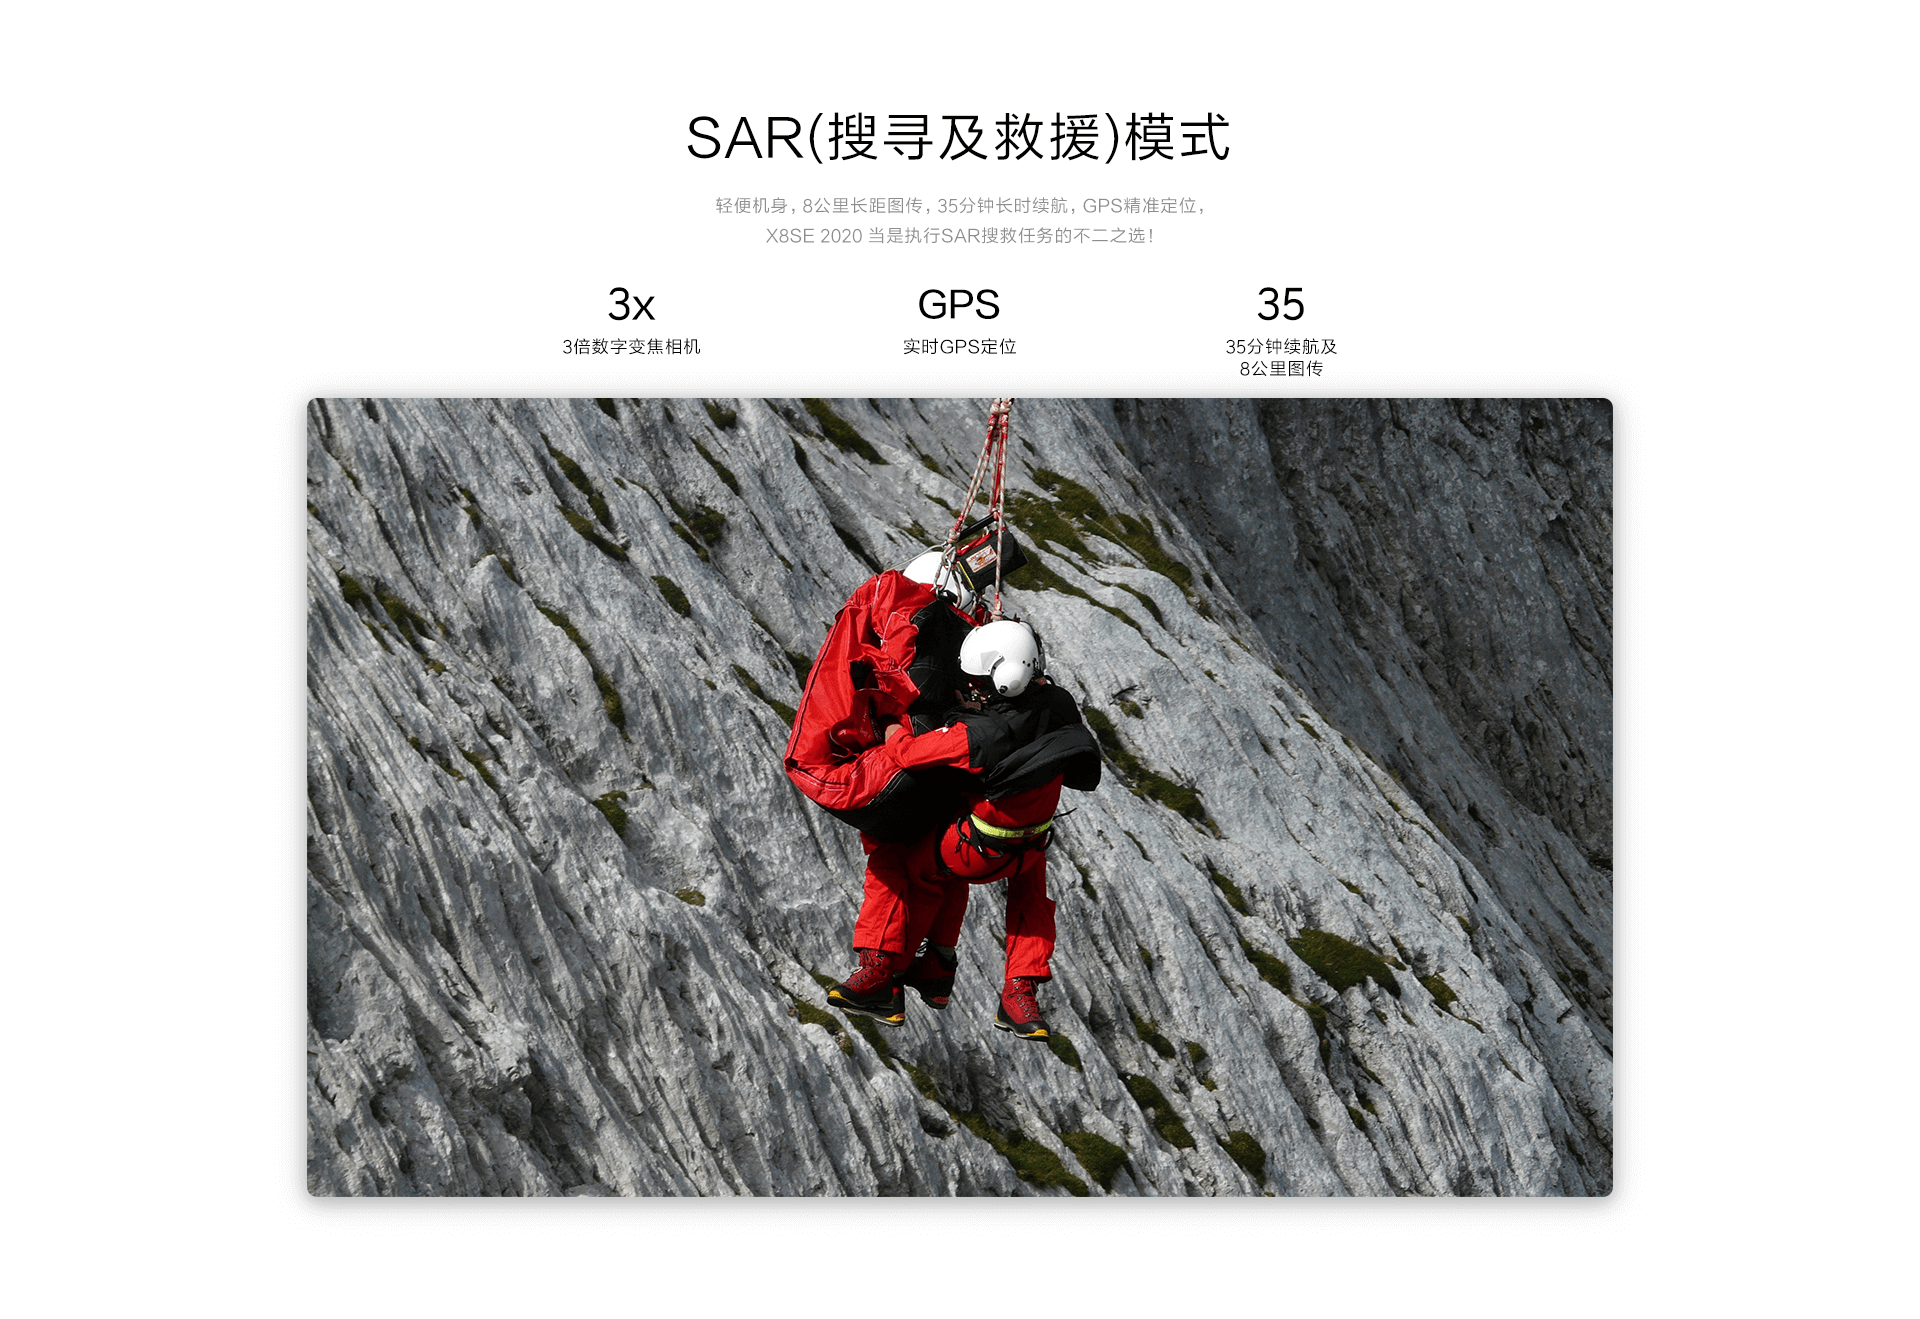 SAR(搜寻及救援)模式
轻便机身，8公里长距图传，35分钟长时续航，GPS精准定位，
X8SE 2020 当是执行SAR搜救任务的不二之选！
3x
GPS
35
3倍数字变焦相机
实时GPS定位
35分钟续航及
8公里图传